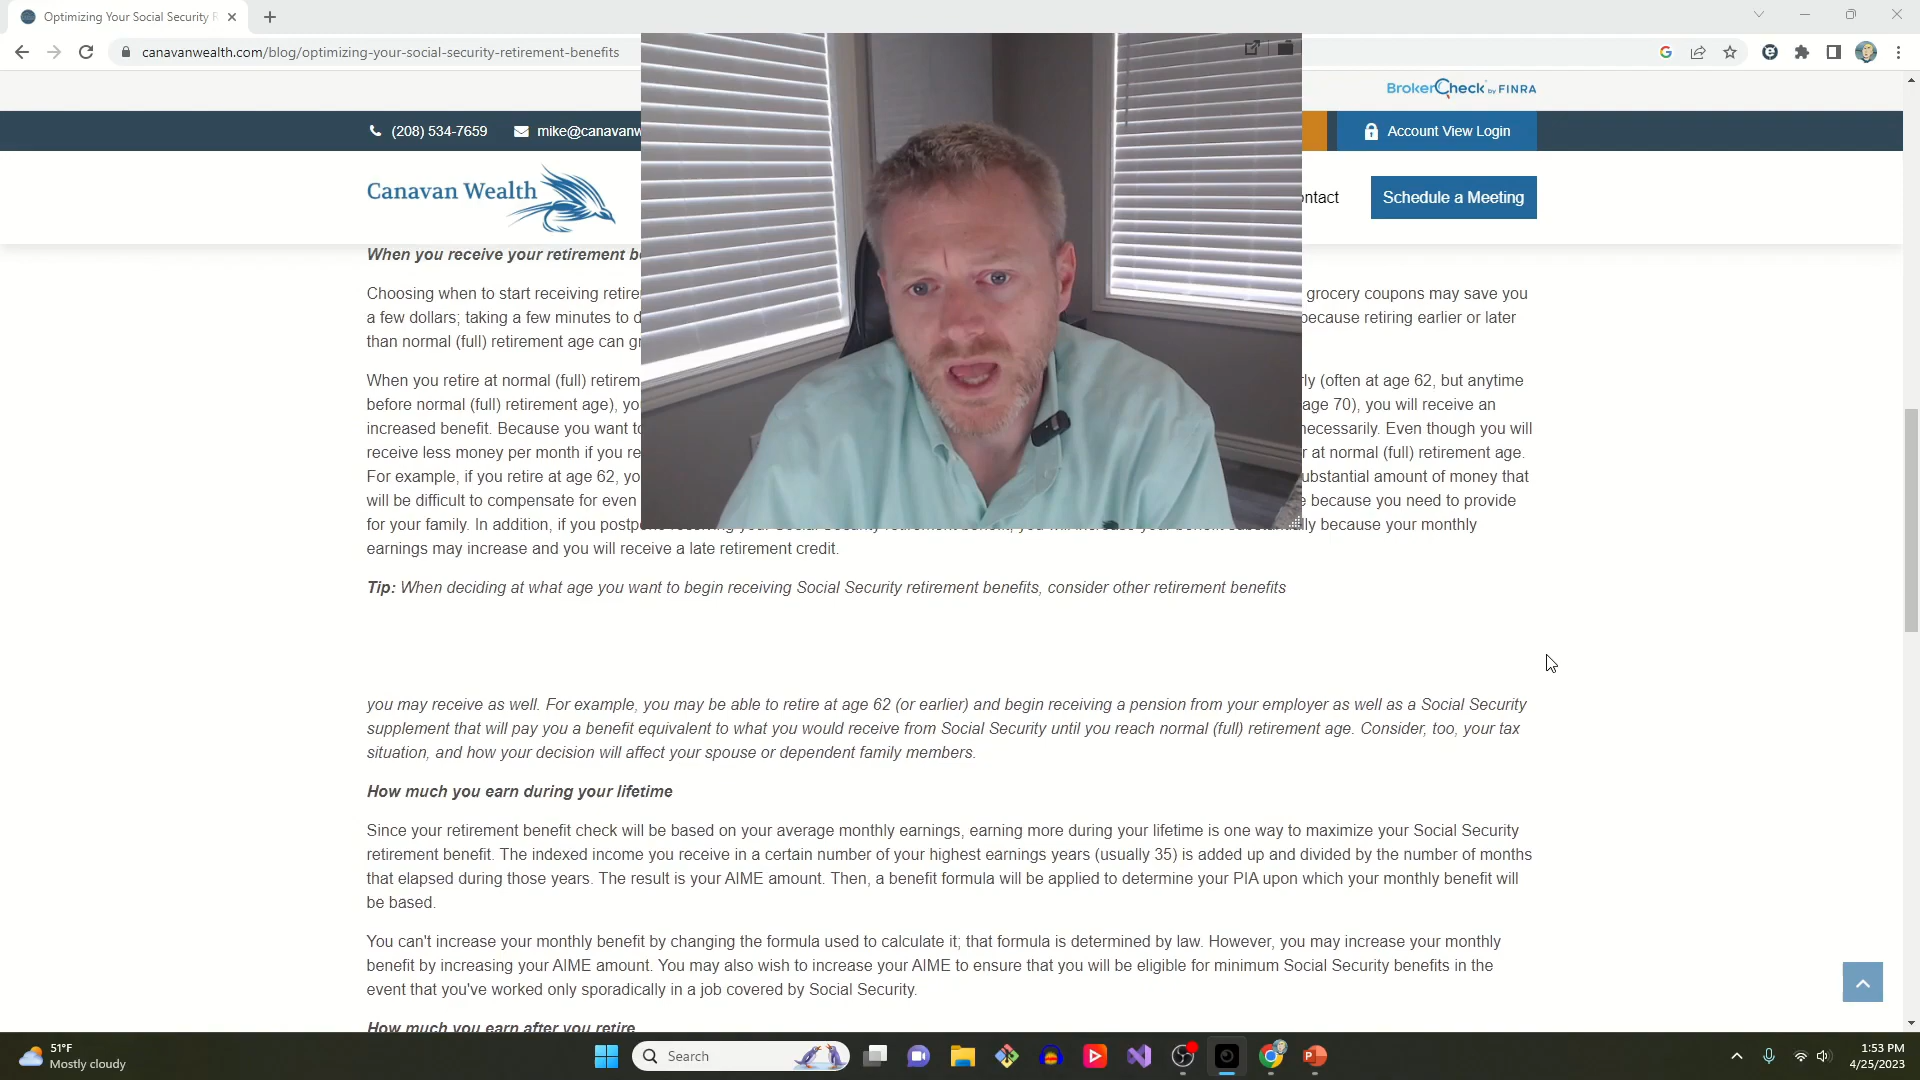 Optimizing Your Social Security R
canavanwealth.com/blog/optimizing-your-social-security-retirement-benefits
BrokerCheck by FINRA
(208) 534-7659
mike@canavanw
Account View Login
Canavan Wealth
ontact
Schedule a Meeting
When you receive your retirement be
Choosing when to start receiving retire grocery coupons may save you
a few dollars; taking a few minutes to d because retiring earlier or later
than normal (full) retirement age can gr
When you retire at normal (full) retirem rly (often at age 62, but anytime
before normal (full) retirement age), yo age 70), you will receive an
increased benefit. Because you want to necessarily. Even though you will
receive less money per month if you re r at normal (full) retirement age.
For example, if you retire at age 62, yo ubstantial amount of money that
will be difficult to compensate for even e because you need to provide
for your family. In addition, if you postpone receiving your Social Security retirement benefit, you will increase your benefit substantially because your monthly
earnings may increase and you will receive a late retirement credit.
Tip: When deciding at what age you want to begin receiving Social Security retirement benefits, consider other retirement benefits
you may receive as well. For example, you may be able to retire at age 62 (or earlier) and begin receiving a pension from your employer as well as a Social Security
supplement that will pay you a benefit equivalent to what you would receive from Social Security until you reach normal (full) retirement age. Consider, too, your tax
situation, and how your decision will affect your spouse or dependent family members.
How much you earn during your lifetime
Since your retirement benefit check will be based on your average monthly earnings, earning more during your lifetime is one way to maximize your Social Security
retirement benefit. The indexed income you receive in a certain number of your highest earnings years (usually 35) is added up and divided by the number of months
that elapsed during those years. The result is your AIME amount. Then, a benefit formula will be applied to determine your PIA upon which your monthly benefit will
be based.
You can't increase your monthly benefit by changing the formula used to calculate it; that formula is determined by law. However, you may increase your monthly
benefit by increasing your AIME amount. You may also wish to increase your AIME to ensure that you will be eligible for minimum Social Security benefits in the
event that you've worked only sporadically in a job covered by Social Security.
How much you earn after you retire
51°F
Mostly cloudy
Search
1:53 PM
4/25/2023